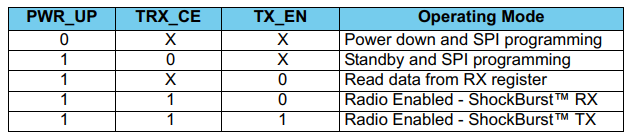 PWR_UP TRX_CE TX_EN Operating Mode
0 X X Power down and SPI programming
1 0 X Standby and SPI programming
1 X 0 Read data from RX register
1 1 0 Radio Enabled - ShockBurst™ RX
1 1 1 Radio Enabled - ShockBurst™ TX